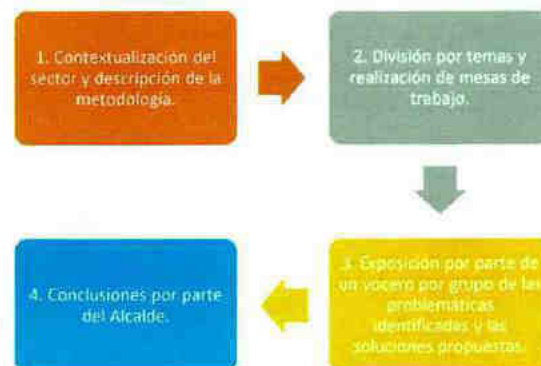 1. Contextualización del
sector y descripción de la
metodología.
2. División por temas y
realización de mesas de
trabajo.
3. Exposición por parte de
un vocero por grupo de las
problemáticas
identificadas y las
soluciones propuestas.
4. Conclusiones por parte
del Alcalde.